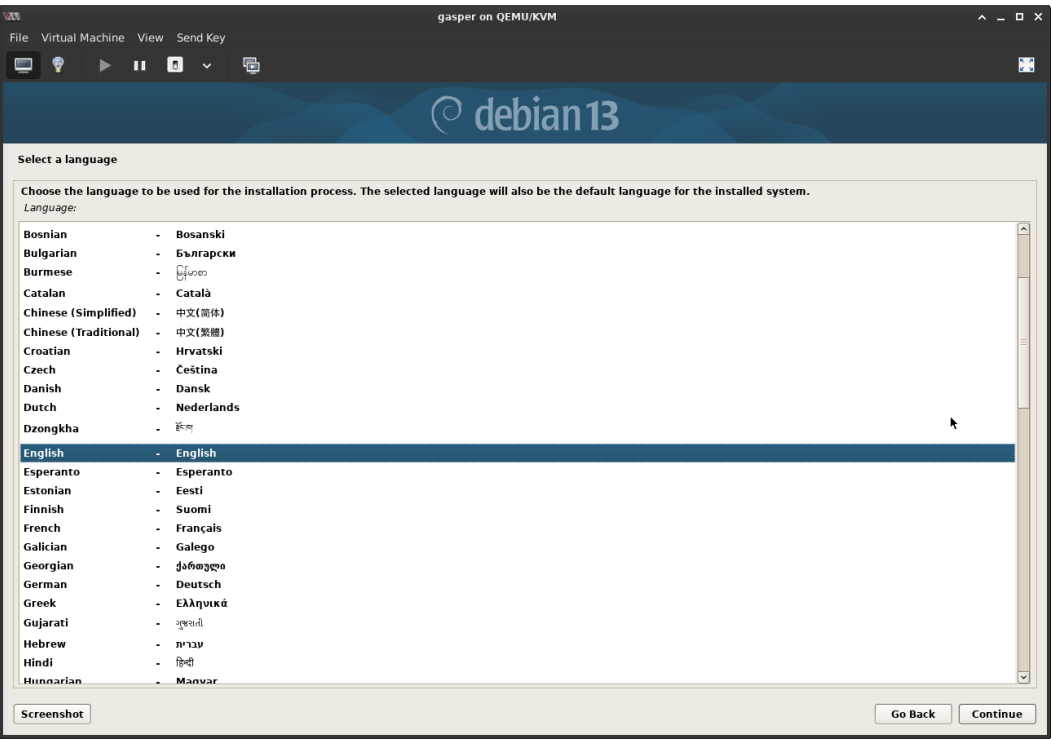 gasper on QEMU/KVM
File Virtual Machine View Send Key
debian 13
Select a language
Choose the language to be used for the installation process. The selected language will also be the default language for the installed system.
Language:
Bosnian - Bosanski
Bulgarian - Български
Burmese - မြန်မာစာ
Catalan - Català
Chinese (Simplified) - 中文(简体)
Chinese (Traditional) - 中文(繁體)
Croatian - Hrvatski
Czech - Čeština
Danish - Dansk
Dutch - Nederlands
Dzongkha - རྫོང་ཁ།
English - English
Esperanto - Esperanto
Estonian - Eesti
Finnish - Suomi
French - Français
Galician - Galego
Georgian - ქართული
German - Deutsch
Greek - Ελληνικά
Gujarati - ગુજરાતી
Hebrew - עברית
Hindi - हिन्दी
Hungarian - Magyar
Screenshot Go Back Continue